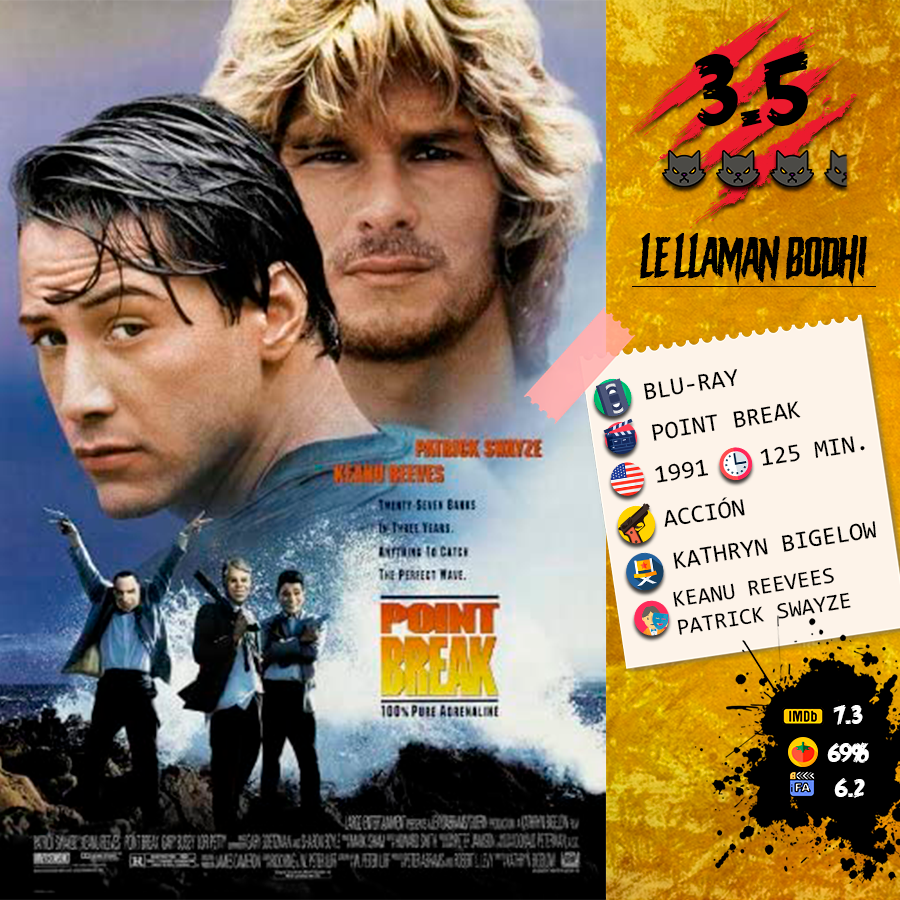 PATRICK SWAYZE
KEANU REEVES
TWENTY-SEVEN BANKS
IN THREE YEARS.
ANYTHING TO CATCH
THE PERFECT WAVE.
POINT
BREAK
100% PURE ADRENALINE
3.5
LE LLAMAN BODHI
BLU-RAY
POINT BREAK
1991 125 MIN.
ACCIÓN
KATHRYN BIGELOW
KEANU REEVEES
PATRICK SWAYZE
IMDb 7.3
69%
FA 6.2